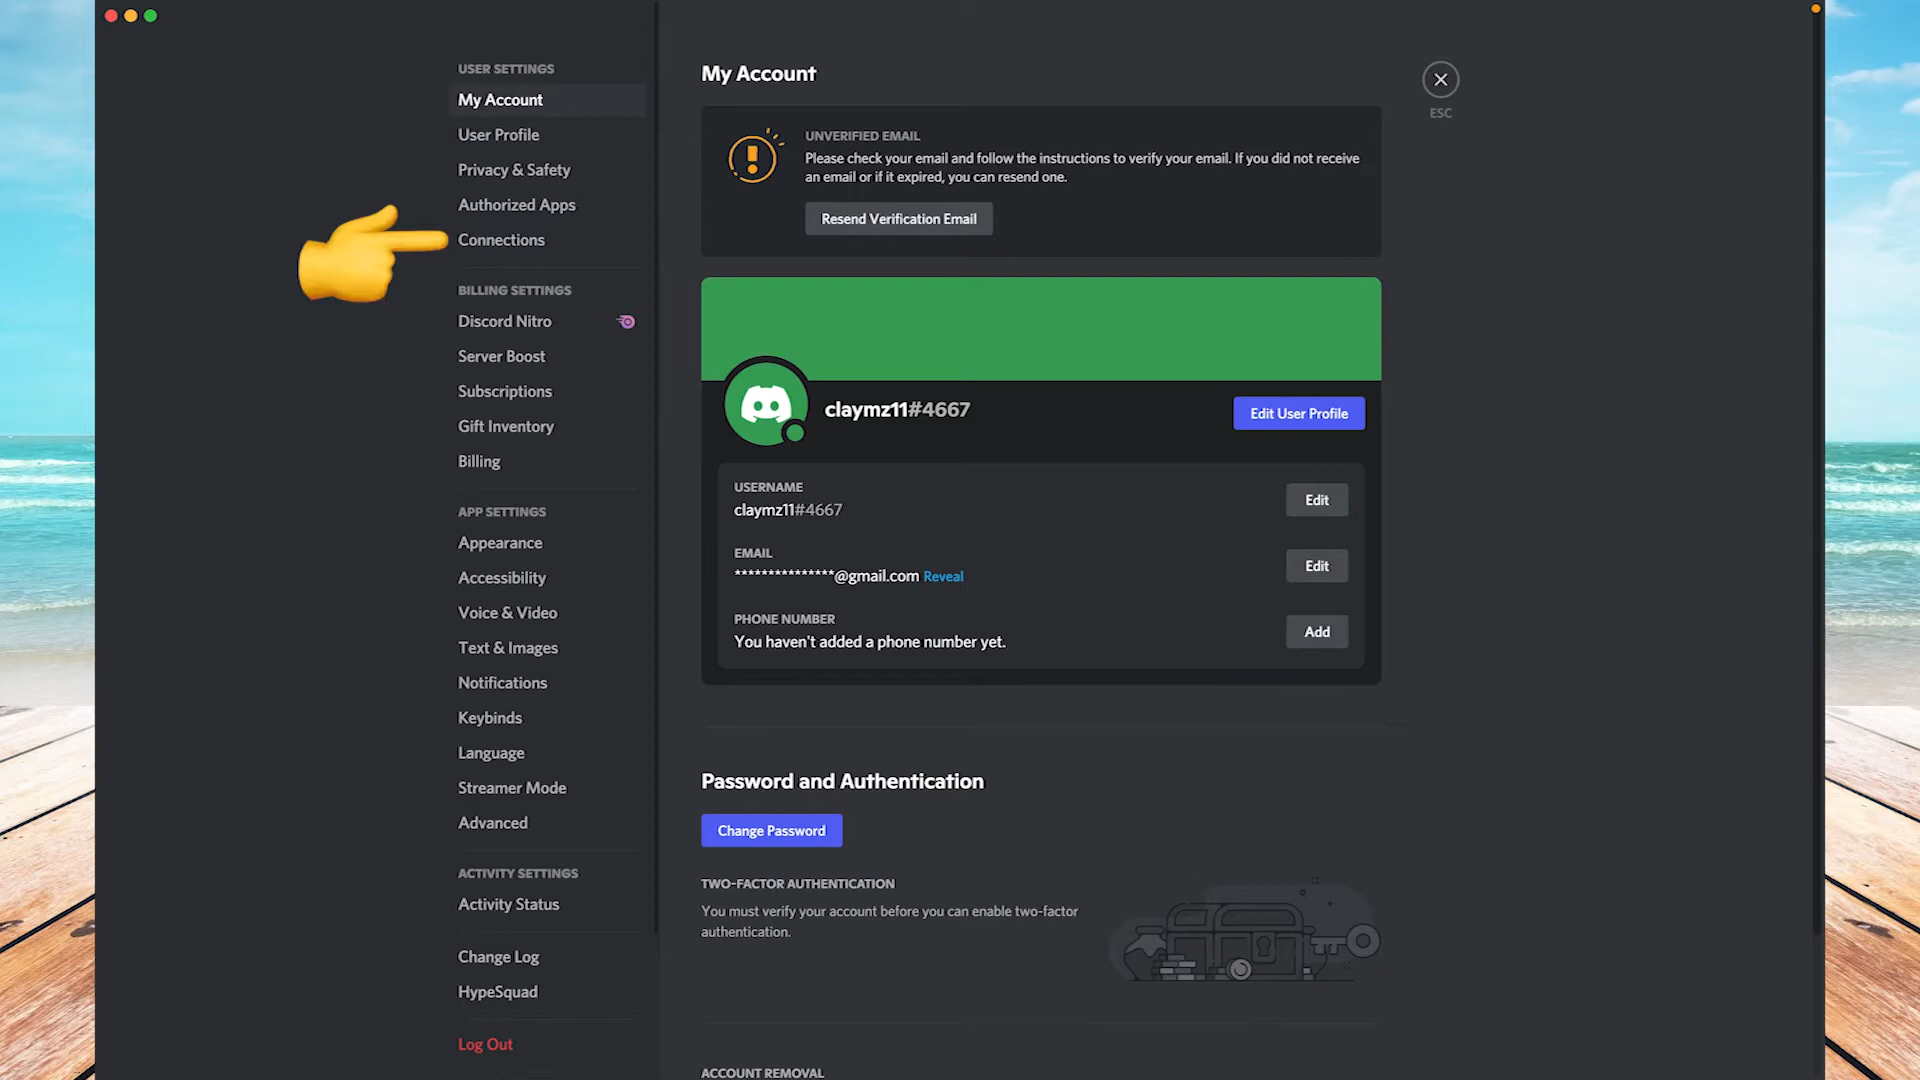 USER SETTINGS
My Account
User Profile
Privacy & Safety
Authorized Apps
Connections
BILLING SETTINGS
Discord Nitro
Server Boost
Subscriptions
Gift Inventory
Billing
APP SETTINGS
Appearance
Accessibility
Voice & Video
Text & Images
Notifications
Keybinds
Language
Streamer Mode
Advanced
ACTIVITY SETTINGS
Activity Status
Change Log
HypeSquad
Log Out
My Account
ESC
UNVERIFIED EMAIL
Please check your email and follow the instructions to verify your email. If you did not receive
an email or if it expired, you can resend one.
Resend Verification Email
claymz11#4667
Edit User Profile
USERNAME
claymz11#4667
Edit
EMAIL
***************@gmail.com Reveal
Edit
PHONE NUMBER
You haven't added a phone number yet.
Add
Password and Authentication
Change Password
TWO-FACTOR AUTHENTICATION
You must verify your account before you can enable two-factor
authentication.
ACCOUNT REMOVAL